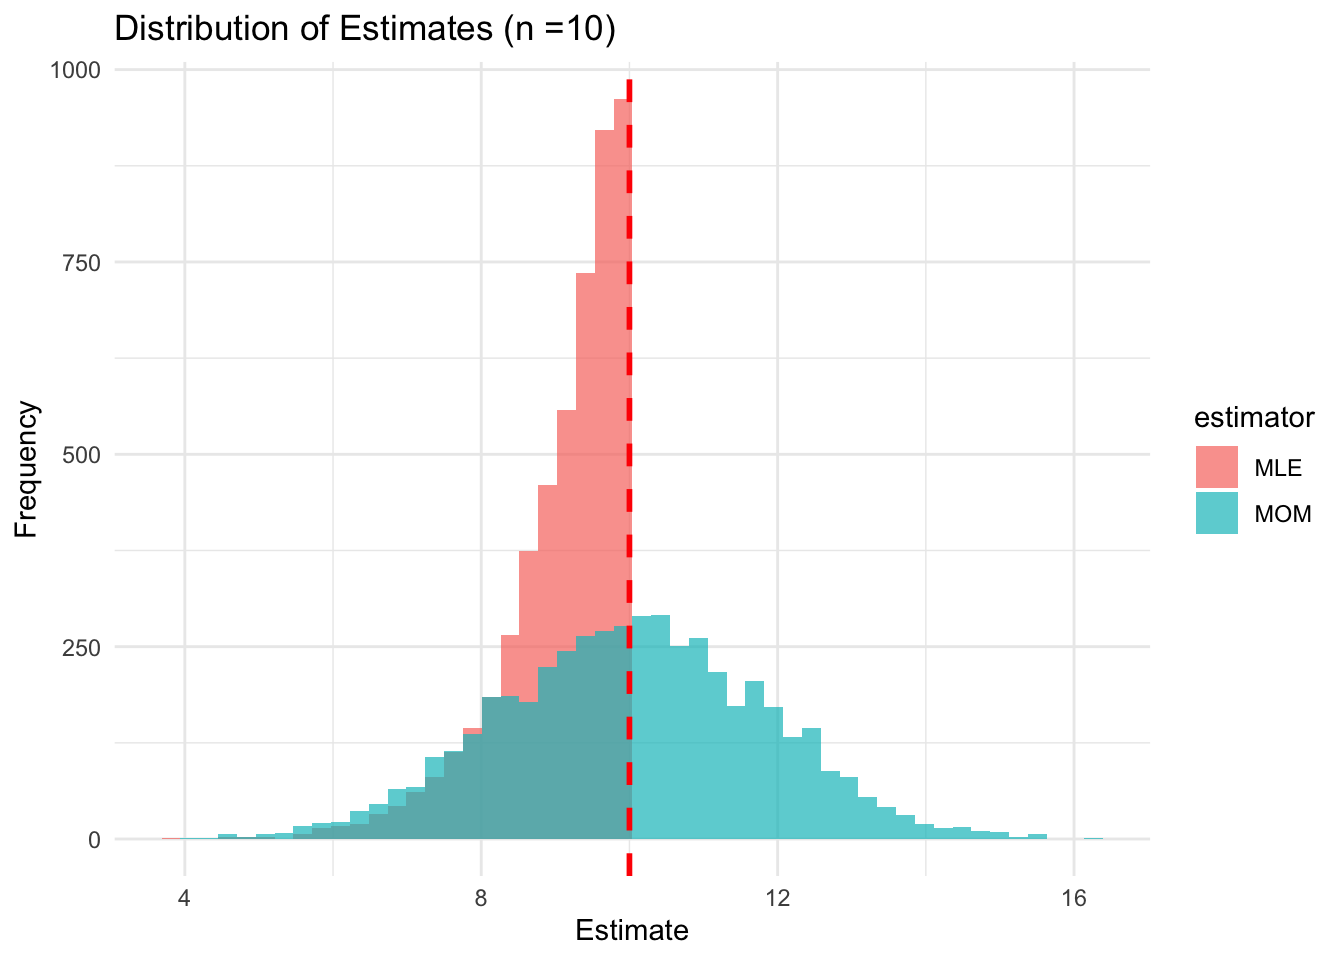 Distribution of Estimates (n =10)
1000
750
500
250
0
Frequency
4
8
12
16
Estimate
estimator
MLE
MOM